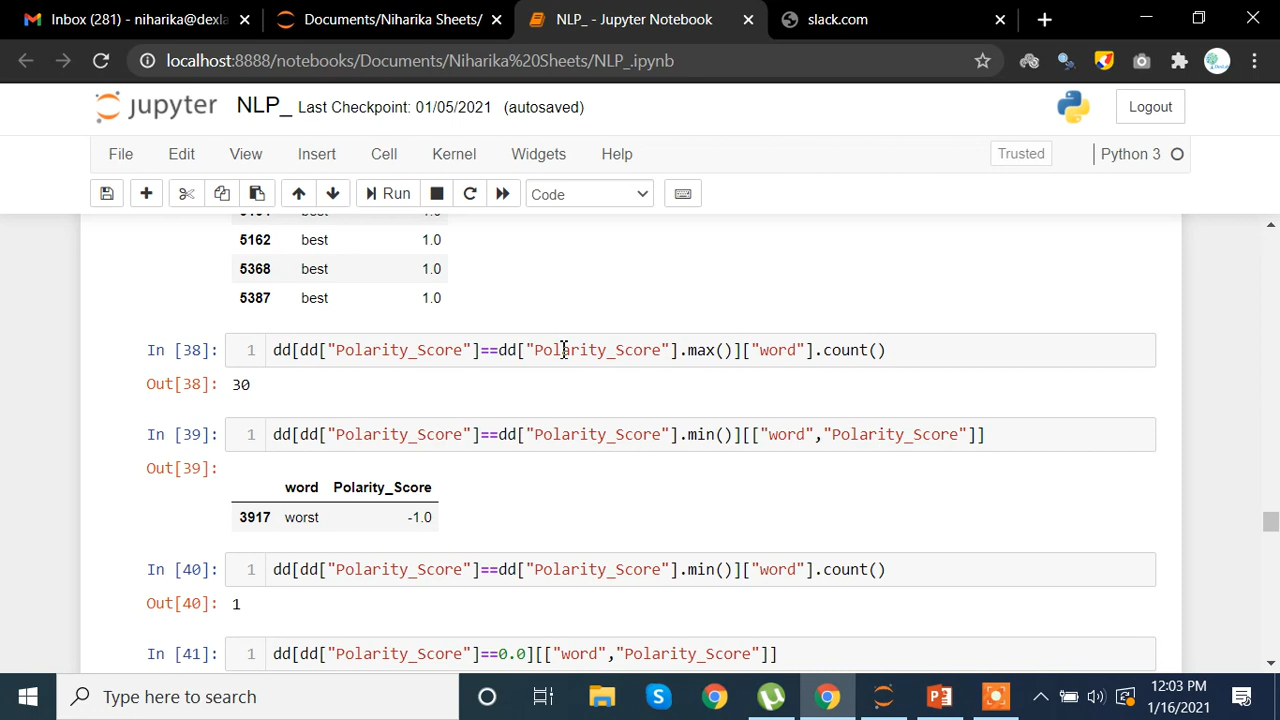 Inbox (281) - niharika@dexla
Documents/Niharika Sheets/
NLP_ - Jupyter Notebook
slack.com
localhost:8888/notebooks/Documents/Niharika%20Sheets/NLP_.ipynb
jupyter NLP_ Last Checkpoint: 01/05/2021 (autosaved)
Logout
File Edit View Insert Cell Kernel Widgets Help
Trusted
Python 3
Run
Code
5162 best 1.0
5368 best 1.0
5387 best 1.0
In [38]: 1 dd[dd["Polarity_Score"]==dd["Polarity_Score"].max()]["word"].count()
Out[38]: 30
In [39]: 1 dd[dd["Polarity_Score"]==dd["Polarity_Score"].min()][["word","Polarity_Score"]]
Out[39]:
word Polarity_Score
3917 worst -1.0
In [40]: 1 dd[dd["Polarity_Score"]==dd["Polarity_Score"].min()]["word"].count()
Out[40]: 1
In [41]: 1 dd[dd["Polarity_Score"]==0.0][["word","Polarity_Score"]]
Type here to search
12:03 PM
1/16/2021